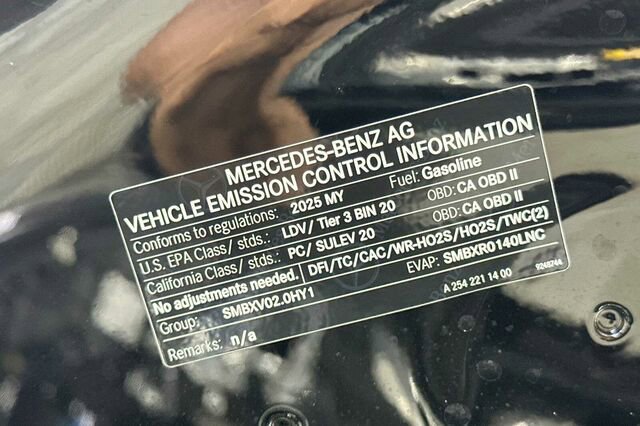 MERCEDES-BENZ AG
VEHICLE EMISSION CONTROL INFORMATION
Conforms to regulations: 2025 MY Fuel: Gasoline
U.S. EPA Class/ stds.: LDV/ Tier 3 BIN 20 OBD: CA OBD II
California Class/ stds.: PC/ SULEV 20 OBD: CA OBD II
No adjustments needed. DFI/TC/CAC/WR-HO2S/HO2S/TWC(2)
Group: SMBXV02.0HY1 EVAP: SMBXR0140LNC
Remarks: n/a A 254 221 14 00 9248744